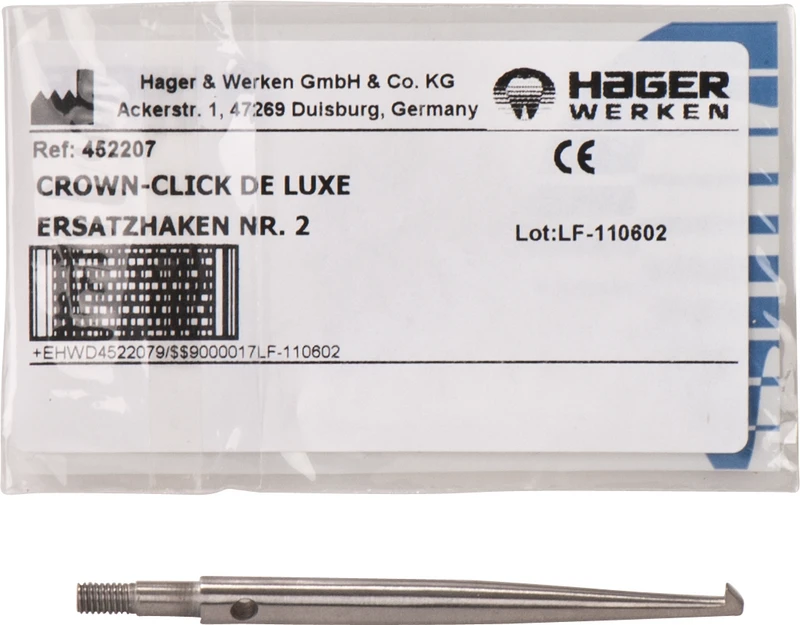 Hager & Werken GmbH & Co. KG
Ackerstr. 1, 47269 Duisburg, Germany
HAGER
WERKEN
Ref: 452207
CE
CROWN-CLICK DE LUXE
ERSATZHAKEN NR. 2
Lot:LF-110602
+EHWD4522079/$$9000017LF-110602